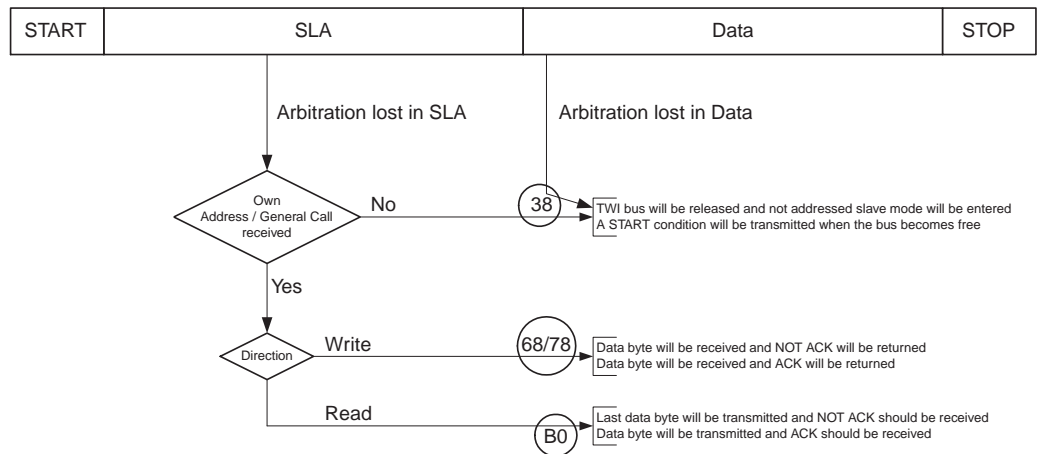 START SLA Data STOP
Arbitration lost in SLA Arbitration lost in Data
Own
Address / General Call
received
No
38
TWI bus will be released and not addressed slave mode will be entered
A START condition will be transmitted when the bus becomes free
Yes
Direction
Write
68/78
Data byte will be received and NOT ACK will be returned
Data byte will be received and ACK will be returned
Read
B0
Last data byte will be transmitted and NOT ACK should be received
Data byte will be transmitted and ACK should be received